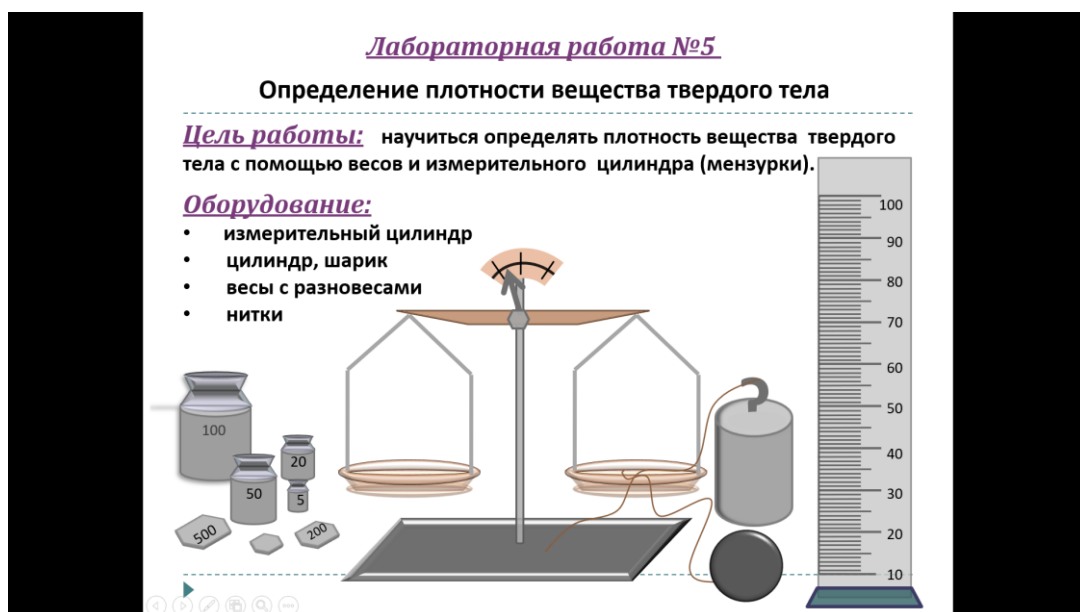 Лабораторная работа №5
Определение плотности вещества твердого тела
Цель работы: научиться определять плотность вещества твердого
тела с помощью весов и измерительного цилиндра (мензурки).
Оборудование:
• измерительный цилиндр
• цилиндр, шарик
• весы с разновесами
• нитки
100
20
50
5
500
200
100
90
80
70
60
50
40
30
20
10